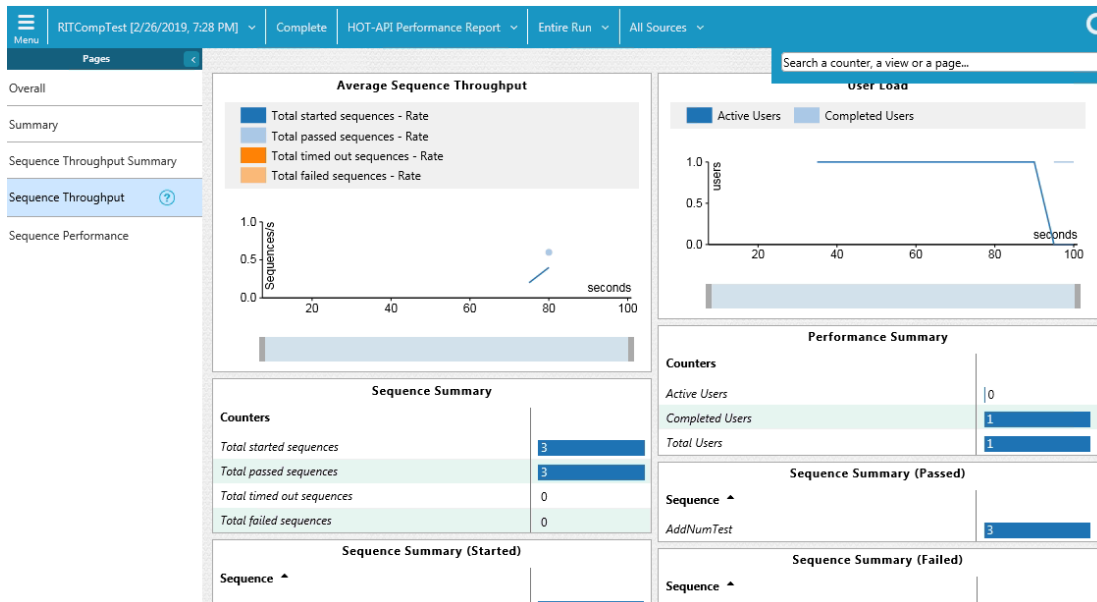 Menu
RITCompTest [2/26/2019, 7:28 PM]
Complete
HOT-API Performance Report
Entire Run
All Sources
Search a counter, a view or a page...
Pages
Overall
Summary
Sequence Throughput Summary
Sequence Throughput ?
Sequence Performance
Average Sequence Throughput
Total started sequences - Rate
Total passed sequences - Rate
Total timed out sequences - Rate
Total failed sequences - Rate
Sequences/s
1.0
0.5
0.0
seconds
20 40 60 80 100
Sequence Summary
Counters
Total started sequences 3
Total passed sequences 3
Total timed out sequences 0
Total failed sequences 0
Sequence Summary (Started)
Sequence
User Load
Active Users Completed Users
users
1.0
0.5
0.0
seconds
20 40 60 80 100
Performance Summary
Counters
Active Users 0
Completed Users 1
Total Users 1
Sequence Summary (Passed)
Sequence
AddNumTest 3
Sequence Summary (Failed)
Sequence